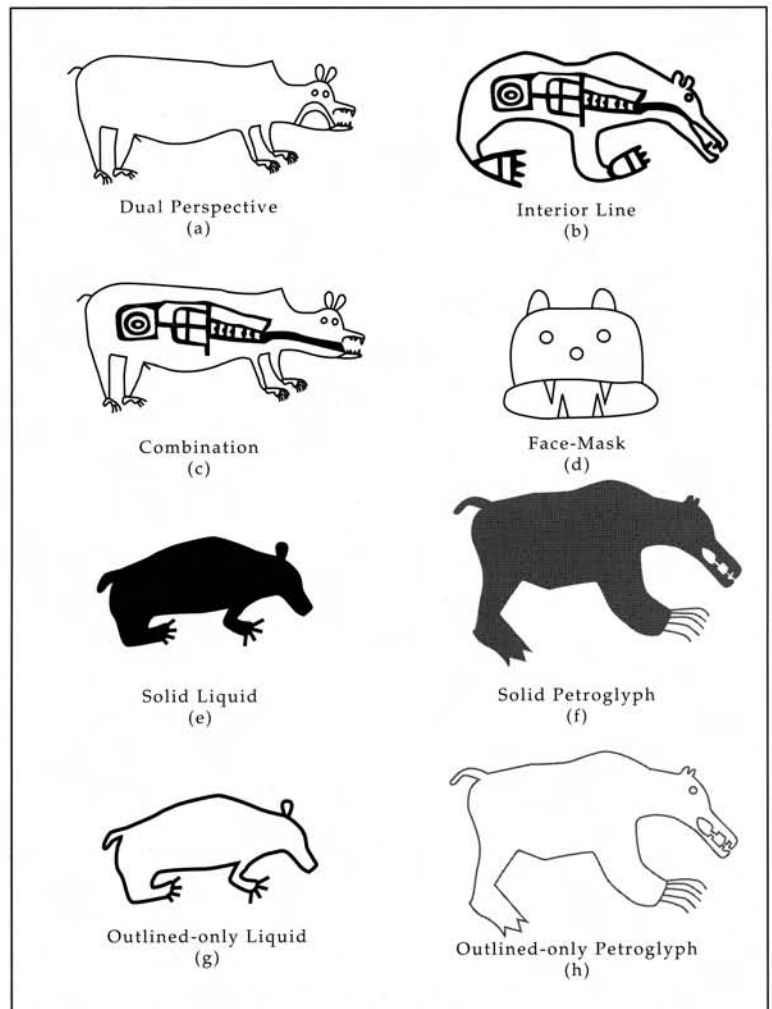 Dual Perspective
(a)
Interior Line
(b)
Combination
(c)
Face-Mask
(d)
Solid Liquid
(e)
Solid Petroglyph
(f)
Outlined-only Liquid
(g)
Outlined-only Petroglyph
(h)